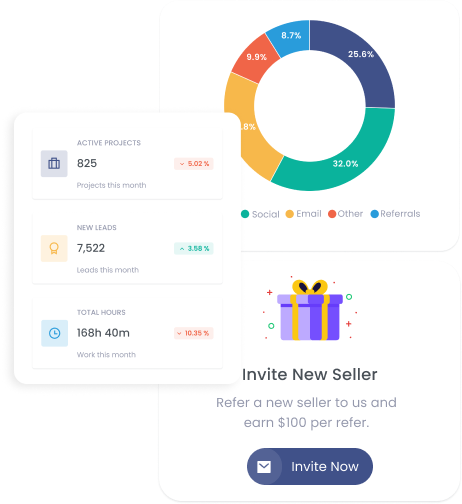 8.7%
25.6%
9.9%
.8%
32.0%
Social
Email
Other
Referrals
ACTIVE PROJECTS
825
5.02 %
Projects this month
NEW LEADS
7,522
3.58 %
Leads this month
TOTAL HOURS
168h 40m
10.35 %
Work this month
Invite New Seller
Refer a new seller to us and
earn $100 per refer.
Invite Now